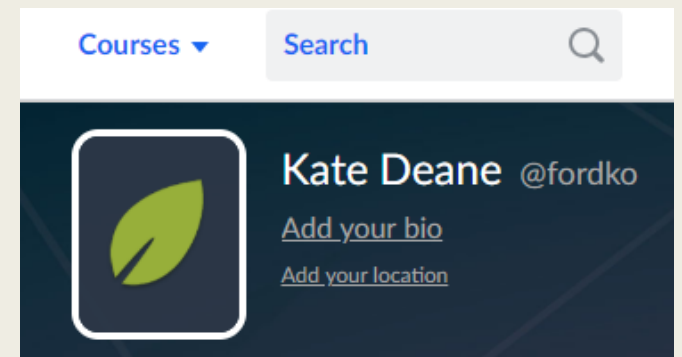 Courses Search
Kate Deane @fordko
Add your bio
Add your location